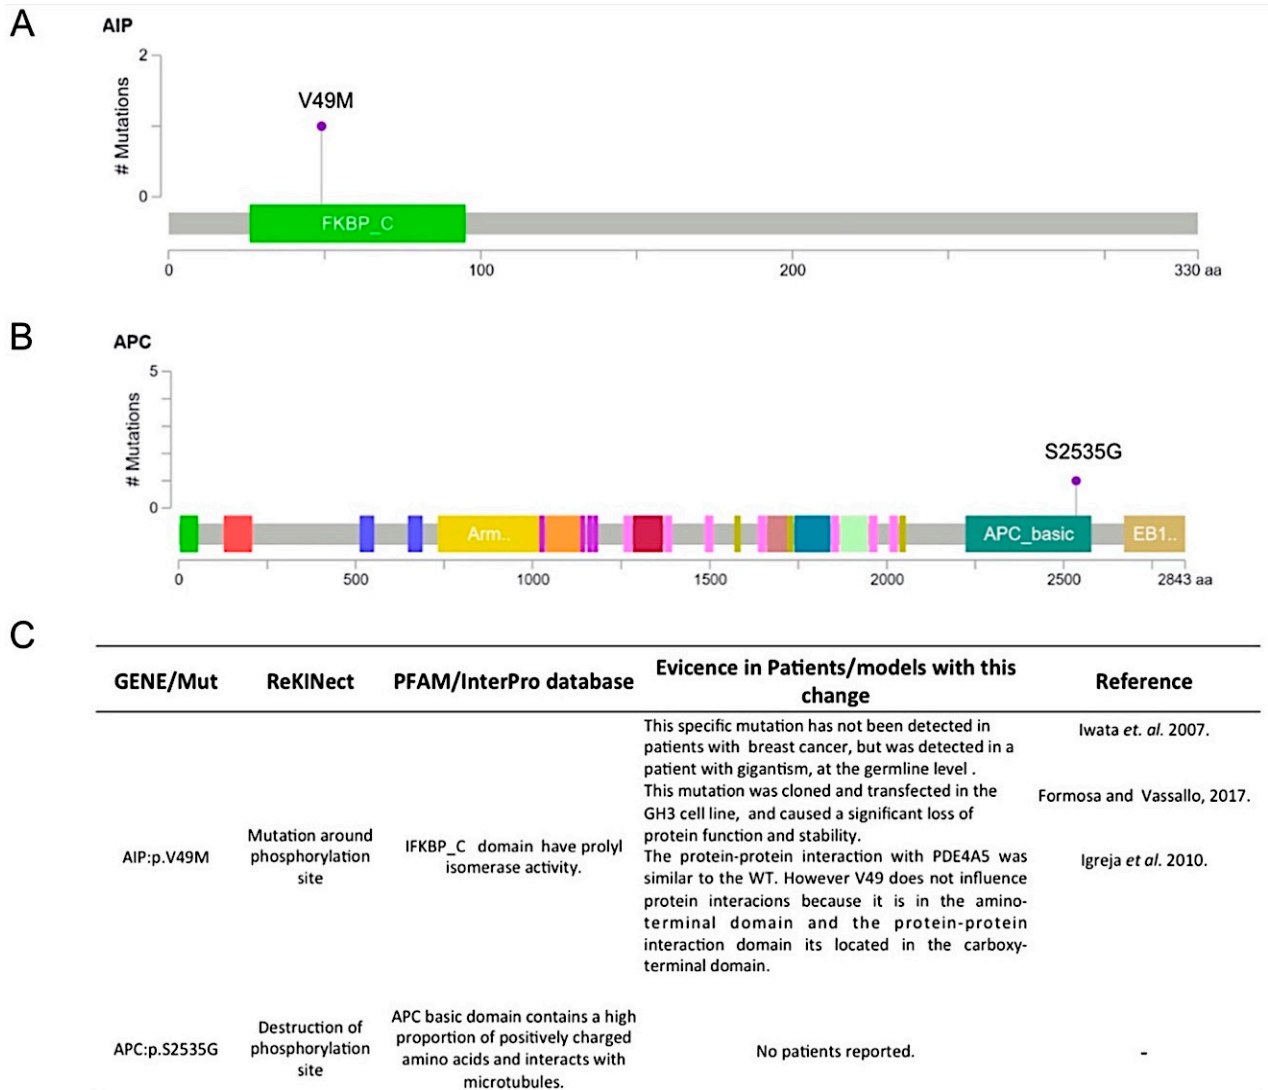 A
AIP
2
V49M
# Mutations
0
FKBP_C
0
100
200
330 aa
B
APC
5
S2535G
# Mutations
0
Arm..
APC_basic
EB1..
0
500
1000
1500
2000
2500
2843 aa
C
GENE/Mut
ReKINect
PFAM/InterPro database
Evicence in Patients/models with this
change
Reference
AIP:p.V49M
Mutation around
phosphorylation
site
IFKBP_C domain have prolyl
isomerase activity.
This specific mutation has not been detected in
patients with breast cancer, but was detected in a
patient with gigantism, at the germline level .
This mutation was cloned and transfected in the
GH3 cell line, and caused a significant loss of
protein function and stability.
The protein-protein interaction with PDE4A5 was
similar to the WT. However V49 does not influence
protein interacions because it is in the amino-
terminal domain and the protein-protein
interaction domain its located in the carboxy-
terminal domain.
Iwata et. al. 2007.
Formosa and Vassallo, 2017.
Igreja et al. 2010.
APC:p.S2535G
Destruction of
phosphorylation
site
APC basic domain contains a high
proportion of positively charged
amino acids and interacts with
microtubules.
No patients reported.
-